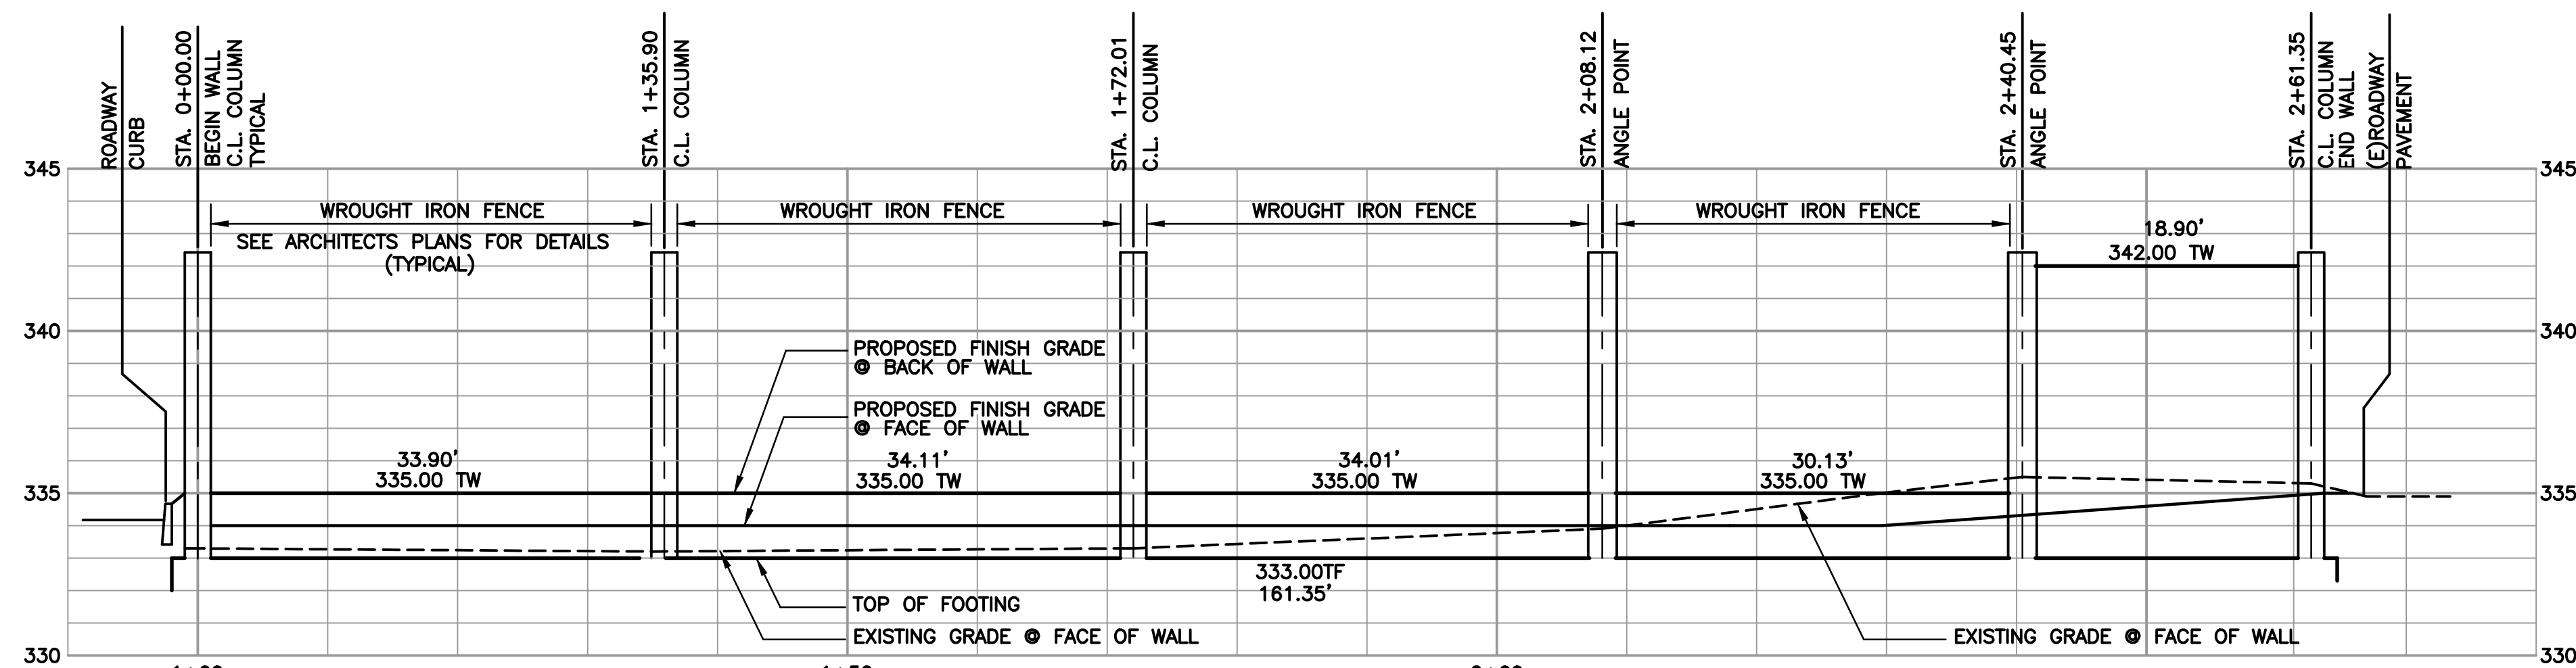 ROADWAY
CURB
STA. 0+00.00
BEGIN WALL
C.L. COLUMN
TYPICAL
STA. 1+35.90
C.L. COLUMN
STA. 1+72.01
C.L. COLUMN
STA. 2+08.12
ANGLE POINT
STA. 2+40.45
ANGLE POINT
STA. 2+61.35
C.L. COLUMN
END WALL
(E)ROADWAY
PAVEMENT
345
345
WROUGHT IRON FENCE
WROUGHT IRON FENCE
WROUGHT IRON FENCE
WROUGHT IRON FENCE
SEE ARCHITECTS PLANS FOR DETAILS
(TYPICAL)
18.90'
342.00 TW
340
340
PROPOSED FINISH GRADE
@ BACK OF WALL
PROPOSED FINISH GRADE
@ FACE OF WALL
33.90'
335.00 TW
34.11'
335.00 TW
34.01'
335.00 TW
30.13'
335.00 TW
335
335
333.00TF
161.35'
TOP OF FOOTING
EXISTING GRADE @ FACE OF WALL
EXISTING GRADE @ FACE OF WALL
330
330